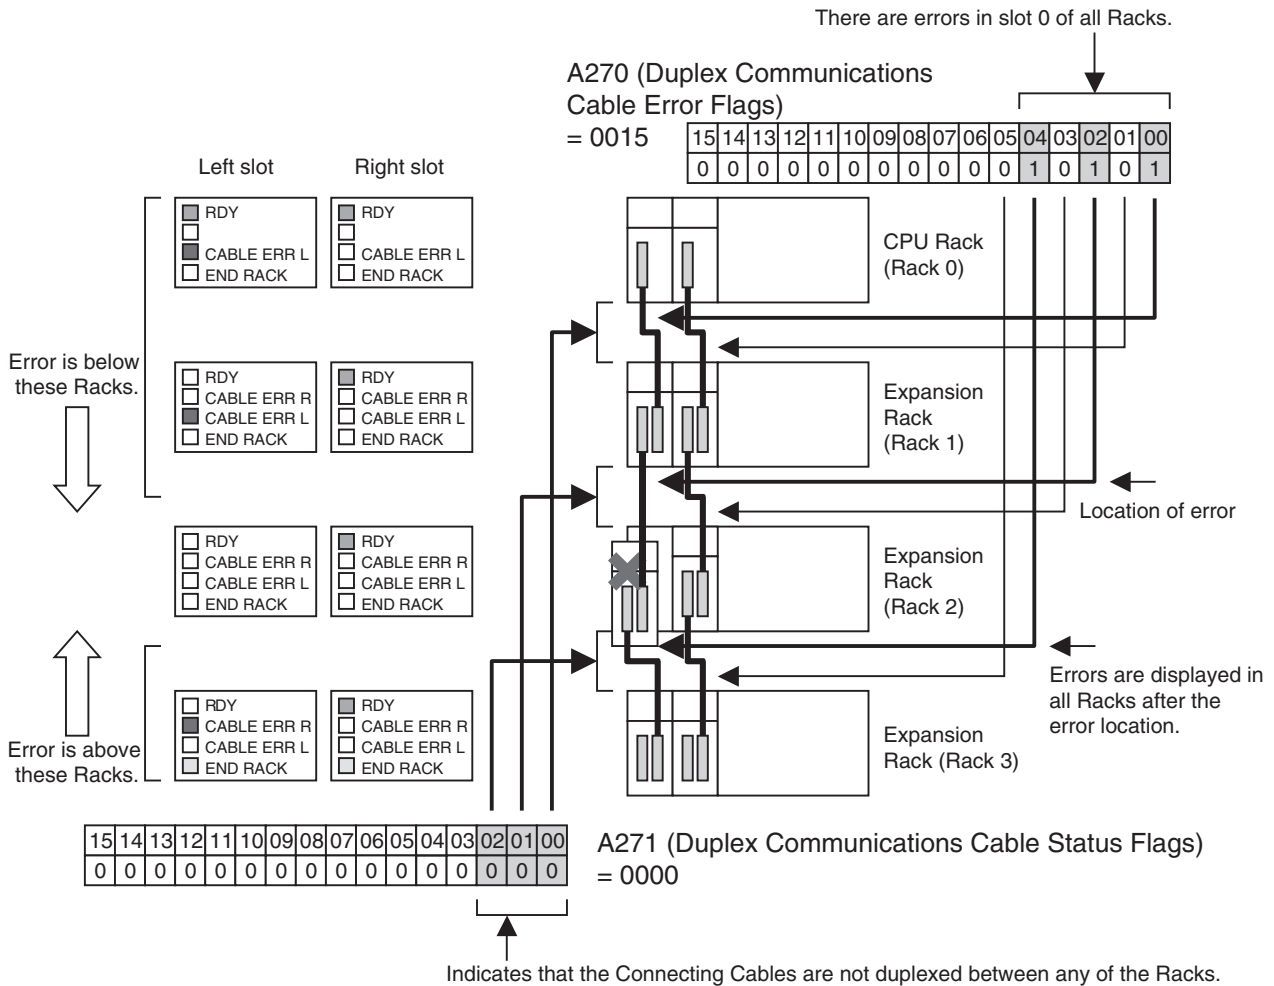 There are errors in slot 0 of all Racks.
A270 (Duplex Communications
Cable Error Flags)
= 0015
15 14 13 12 11 10 09 08 07 06 05 04 03 02 01 00
0 0 0 0 0 0 0 0 0 0 0 1 0 1 0 1
Left slot
Right slot
RDY
CABLE ERR L
END RACK
RDY
CABLE ERR L
END RACK
CPU Rack
(Rack 0)
Error is below
these Racks.
RDY
CABLE ERR R
CABLE ERR L
END RACK
RDY
CABLE ERR R
CABLE ERR L
END RACK
Expansion
Rack
(Rack 1)
Location of error
RDY
CABLE ERR R
CABLE ERR L
END RACK
RDY
CABLE ERR R
CABLE ERR L
END RACK
Expansion
Rack
(Rack 2)
Errors are displayed in
all Racks after the
error location.
Error is above
these Racks.
RDY
CABLE ERR R
CABLE ERR L
END RACK
RDY
CABLE ERR R
CABLE ERR L
END RACK
Expansion
Rack (Rack 3)
15 14 13 12 11 10 09 08 07 06 05 04 03 02 01 00
0 0 0 0 0 0 0 0 0 0 0 0 0 0 0 0
A271 (Duplex Communications Cable Status Flags)
= 0000
Indicates that the Connecting Cables are not duplexed between any of the Racks.